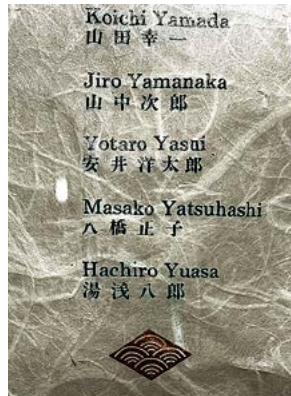 Koichi Yamada
山田幸一
Jiro Yamanaka
山中次郎
Yotaro Yasui
安井洋太郎
Masako Yatsuhashi
八橋正子
Hachiro Yuasa
湯浅八郎